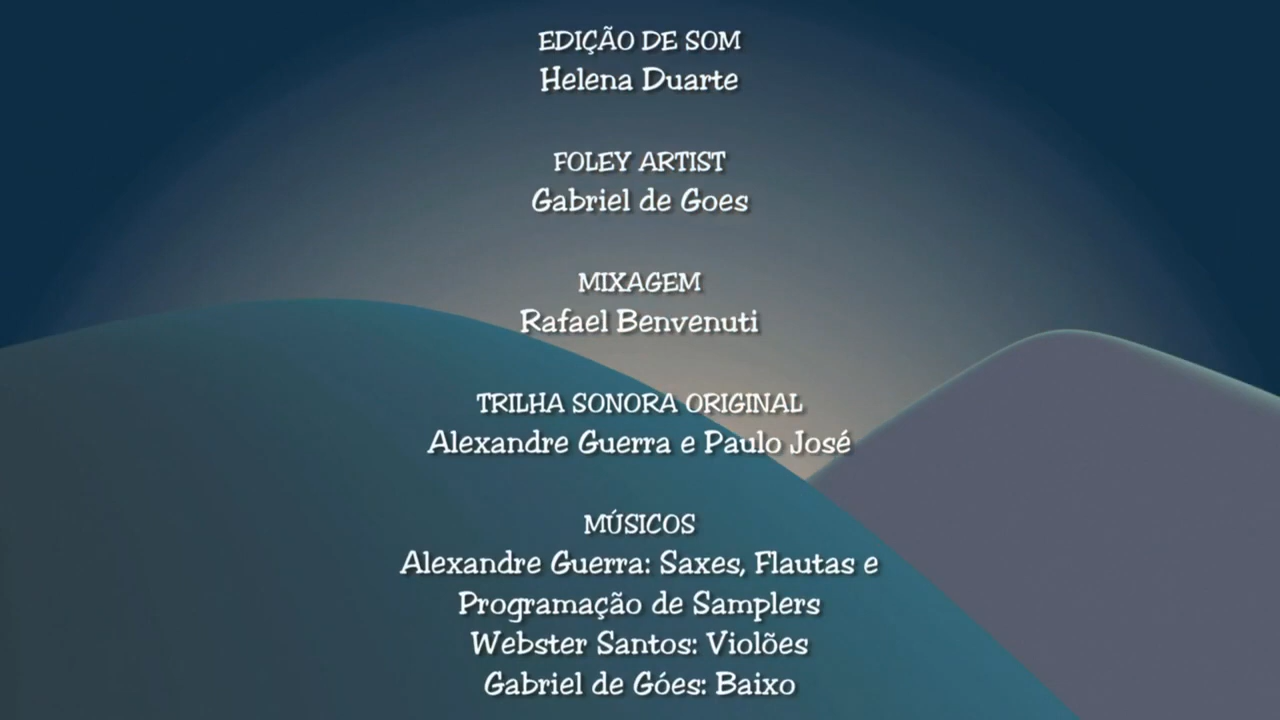 EDIÇÃO DE SOM
Helena Duarte
FOLEY ARTIST
Gabriel de Goes
MIXAGEM
Rafael Benvenuti
TRILHA SONORA ORIGINAL
Alexandre Guerra e Paulo José
MÚSICOS
Alexandre Guerra: Saxes, Flautas e
Programação de Samplers
Webster Santos: Violões
Gabriel de Góes: Baixo